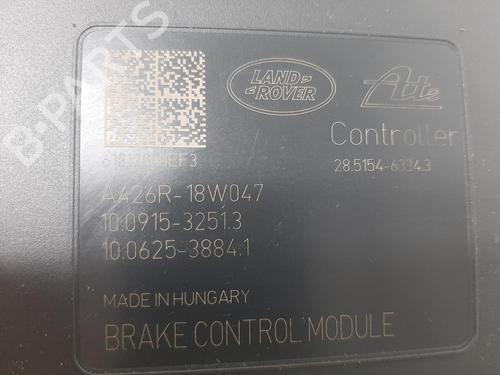 LAND
ROVER
Ate
Controller
28.5154-6334.3
A426R-18W047
10.0915-3251.3
10.0625-3884.1
MADE IN HUNGARY
BRAKE CONTROL MODULE
B-PARTS